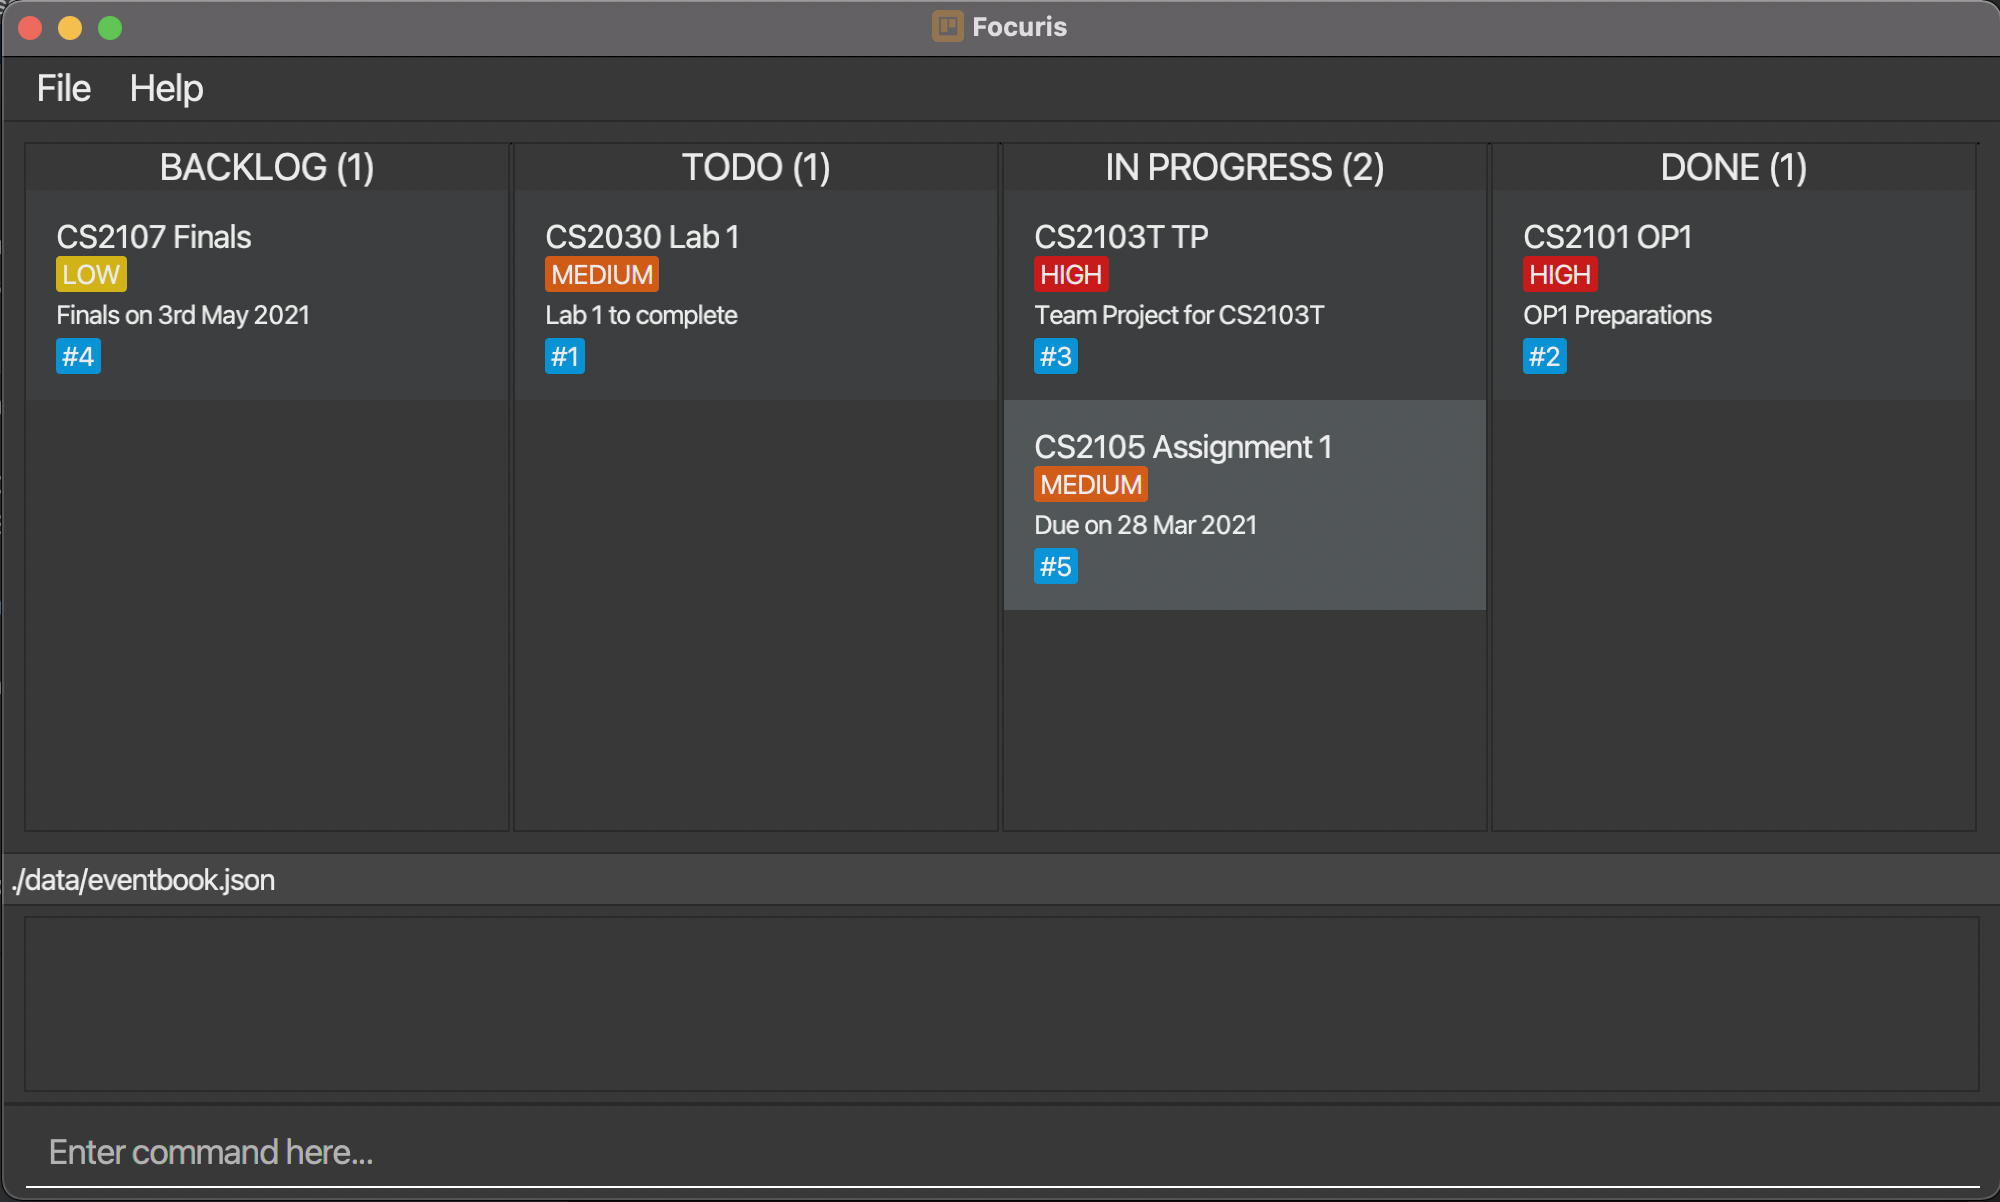 Focuris
File Help
BACKLOG (1)
CS2107 Finals
LOW
Finals on 3rd May 2021
#4
TODO (1)
CS2030 Lab 1
MEDIUM
Lab 1 to complete
#1
IN PROGRESS (2)
CS2103T TP
HIGH
Team Project for CS2103T
#3
CS2105 Assignment 1
MEDIUM
Due on 28 Mar 2021
#5
DONE (1)
CS2101 OP1
HIGH
OP1 Preparations
#2
./data/eventbook.json
Enter command here...